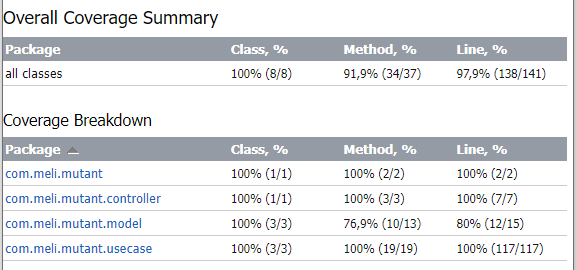 Overall Coverage Summary
Package Class, % Method, % Line, %
all classes 100% (8/8) 91,9% (34/37) 97,9% (138/141)
Coverage Breakdown
Package Class, % Method, % Line, %
com.meli.mutant 100% (1/1) 100% (2/2) 100% (2/2)
com.meli.mutant.controller 100% (1/1) 100% (3/3) 100% (7/7)
com.meli.mutant.model 100% (3/3) 76,9% (10/13) 80% (12/15)
com.meli.mutant.usecase 100% (3/3) 100% (19/19) 100% (117/117)